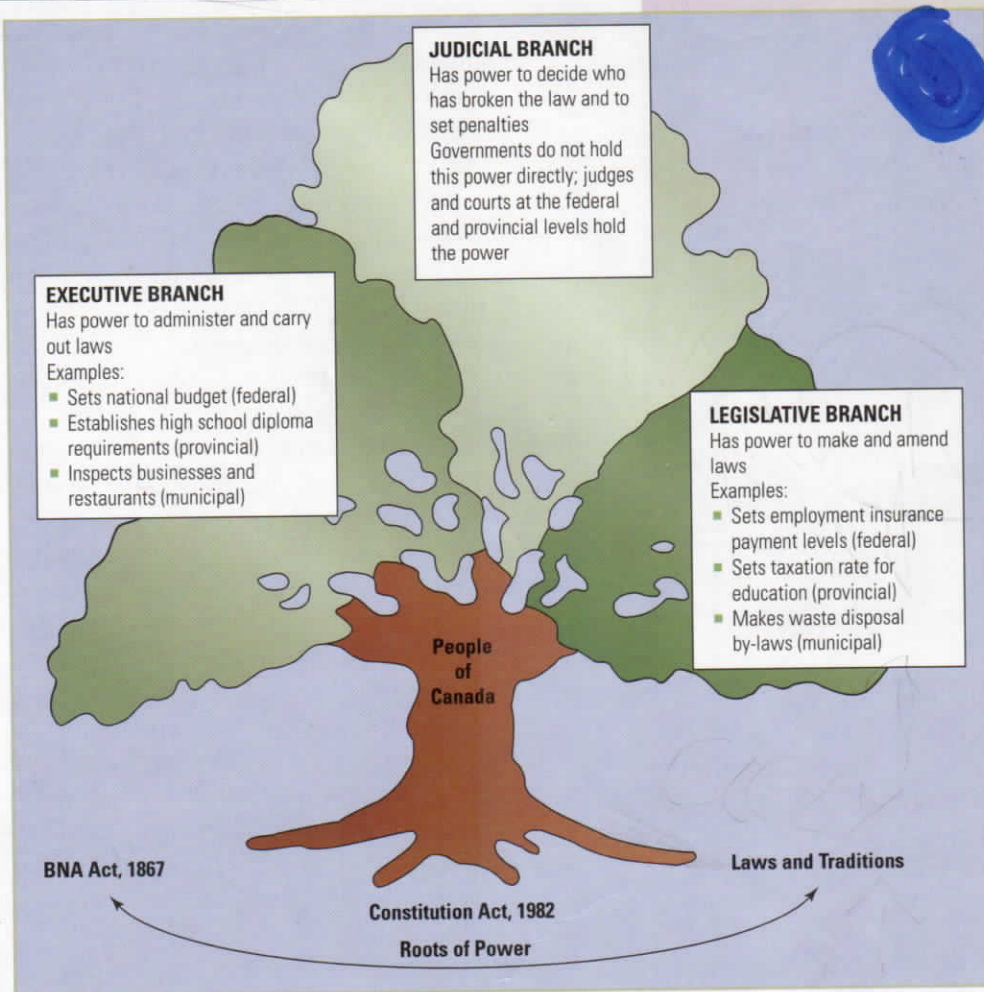 JUDICIAL BRANCH
Has power to decide who
has broken the law and to
set penalties
Governments do not hold
this power directly; judges
and courts at the federal
and provincial levels hold
the power
EXECUTIVE BRANCH
Has power to administer and carry
out laws
Examples:
▪ Sets national budget (federal)
▪ Establishes high school diploma
requirements (provincial)
▪ Inspects businesses and
restaurants (municipal)
LEGISLATIVE BRANCH
Has power to make and amend
laws
Examples:
▪ Sets employment insurance
payment levels (federal)
▪ Sets taxation rate for
education (provincial)
▪ Makes waste disposal
by-laws (municipal)
People
of
Canada
BNA Act, 1867
Laws and Traditions
Constitution Act, 1982
Roots of Power